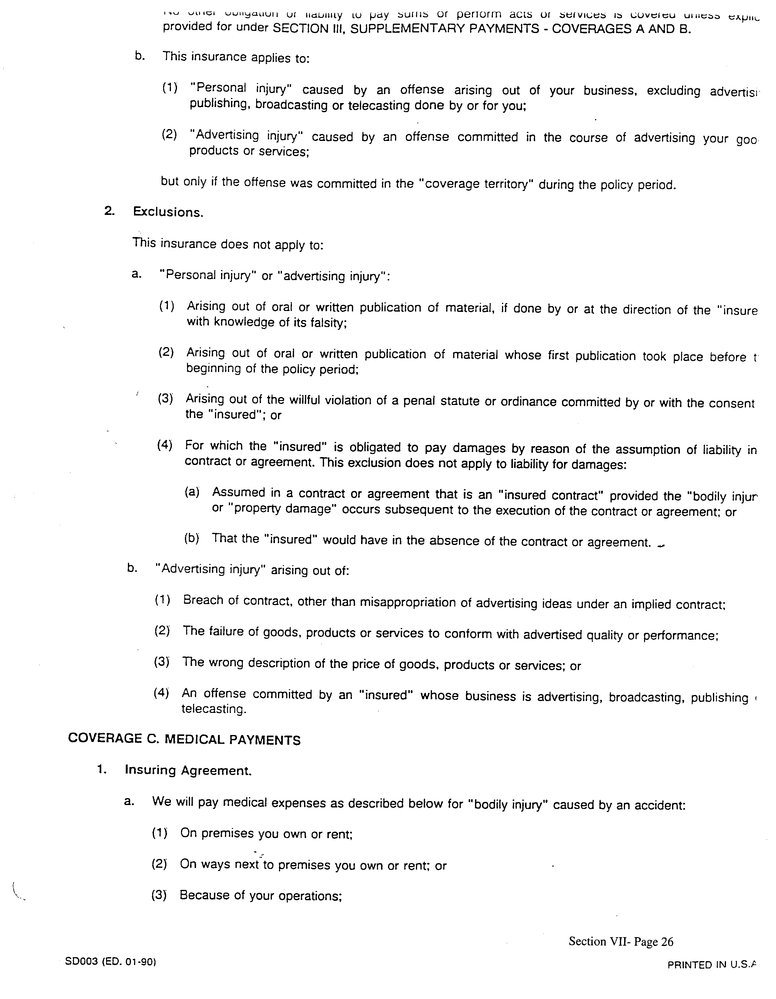 No other obligation or liability to pay sums or perform acts or services is covered unless
provided for under SECTION III, SUPPLEMENTARY PAYMENTS - COVERAGES A AND B.
b. This insurance applies to:
(1) "Personal injury" caused by an offense arising out of your business, excluding advertisi
publishing, broadcasting or telecasting done by or for you;
(2) "Advertising injury" caused by an offense committed in the course of advertising your goo
products or services;
but only if the offense was committed in the "coverage territory" during the policy period.
2. Exclusions.
This insurance does not apply to:
a. "Personal injury" or "advertising injury":
(1) Arising out of oral or written publication of material, if done by or at the direction of the "insure
with knowledge of its falsity;
(2) Arising out of oral or written publication of material whose first publication took place before t
beginning of the policy period;
(3) Arising out of the willful violation of a penal statute or ordinance committed by or with the consent
the "insured"; or
(4) For which the "insured" is obligated to pay damages by reason of the assumption of liability in
contract or agreement. This exclusion does not apply to liability for damages:
(a) Assumed in a contract or agreement that is an "insured contract" provided the "bodily injur
or "property damage" occurs subsequent to the execution of the contract or agreement; or
(b) That the "insured" would have in the absence of the contract or agreement.
b. "Advertising injury" arising out of:
(1) Breach of contract, other than misappropriation of advertising ideas under an implied contract;
(2) The failure of goods, products or services to conform with advertised quality or performance;
(3) The wrong description of the price of goods, products or services; or
(4) An offense committed by an "insured" whose business is advertising, broadcasting, publishing
telecasting.
COVERAGE C. MEDICAL PAYMENTS
1. Insuring Agreement.
a. We will pay medical expenses as described below for "bodily injury" caused by an accident:
(1) On premises you own or rent;
(2) On ways next to premises you own or rent; or
(3) Because of your operations;
Section VII- Page 26
SD003 (ED. 01-90)
PRINTED IN U.S.A